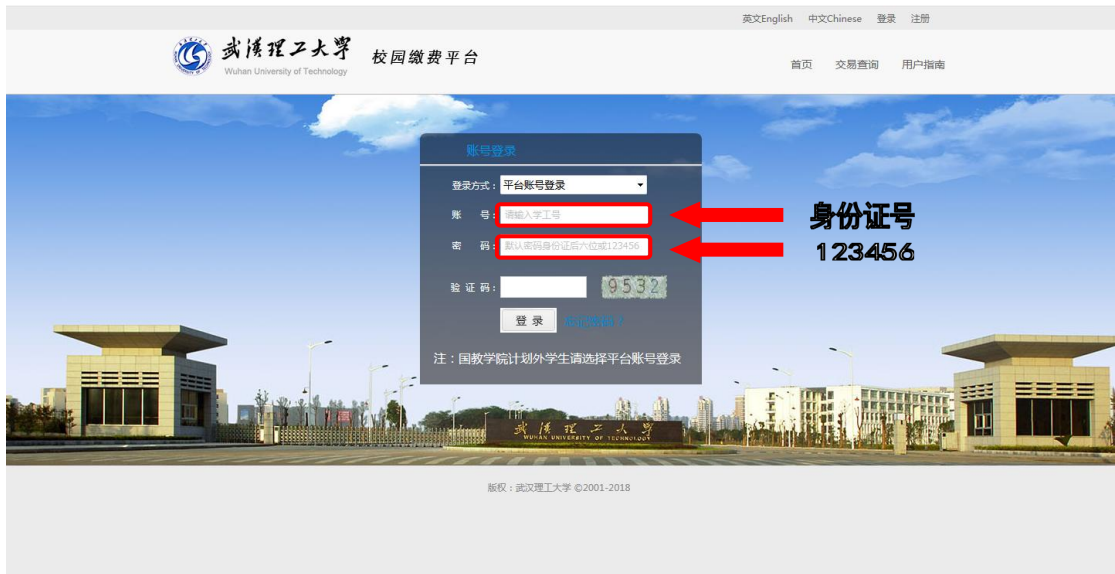 英文English 中文Chinese 登录 注册
武漢理工大學 校园缴费平台
Wuhan University of Technology
首页 交易查询 用户指南
账号登录
登录方式：平台账号登录
账 号：请输入学工号
身份证号
密 码：默认密码身份证后六位或123456
123456
验 证 码：9532
登 录 忘记密码？
注：国教学院计划外学生请选择平台账号登录
武漢理工大學
WUHAN UNIVERSITY OF TECHNOLOGY
版权：武汉理工大学 ©2001-2018